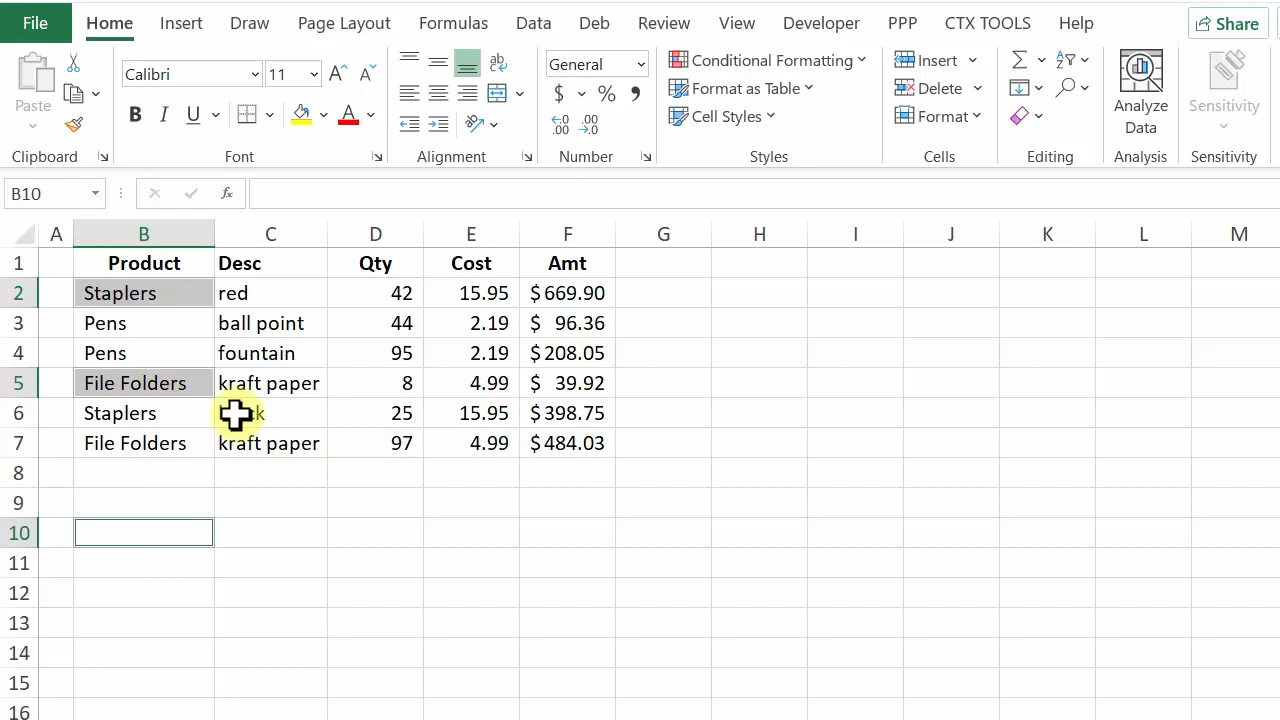 File Home Insert Draw Page Layout Formulas Data Deb Review View Developer PPP CTX TOOLS Help Share
Paste Calibri 11 A A General Conditional Formatting Insert Analyze Data Sensitivity
B I U A ab c $ % , Format as Table Delete
Cell Styles Format
Clipboard Font Alignment Number Styles Cells Editing Analysis Sensitivity
B10 fx
A B C D E F G H I J K L M
1 Product Desc Qty Cost Amt
2 Staplers red 42 15.95 $ 669.90
3 Pens ball point 44 2.19 $ 96.36
4 Pens fountain 95 2.19 $ 208.05
5 File Folders kraft paper 8 4.99 $ 39.92
6 Staplers 25 15.95 $ 398.75
7 File Folders kraft paper 97 4.99 $ 484.03
8
9
10
11
12
13
14
15
16